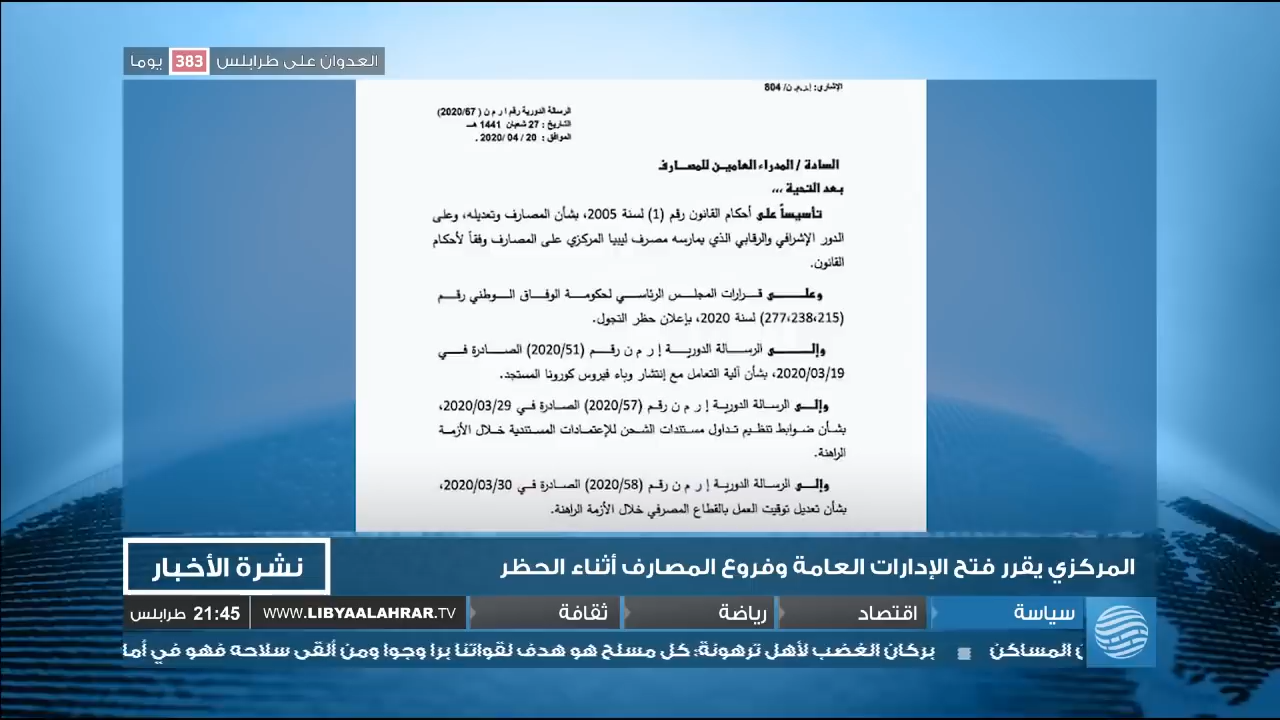 العدوان على طرابلس 383 يوما
الإشاري: إ.ر.م. ن/ 804
الرسالة الدورية رقم ا ر م ن ( 2020/67)
التاريخ : 27 شعبان 1441 هـ
الموافق : 20 / 04 /2020 .
السادة / المدراء العامين للمصارف
بعد التحية ,,,
تأسيساً على أحكام القانون رقم (1) لسنة 2005، بشأن المصارف وتعديله، وعلى
الدور الإشرافي والرقابي الذي يمارسه مصرف ليبيا المركزي على المصارف وفقاً لأحكام
القانون.
وعلى قرارات المجلس الرئاسي لحكومة الوفاق الوطني رقم
(277،238،215) لسنة 2020، بإعلان حظر التجول.
وإلى الرسالة الدورية إ ر م ن رقم (2020/51) الصادرة في
2020/03/19، بشأن آلية التعامل مع إنتشار وباء فيروس كورونا المستجد.
وإلى الرسالة الدورية إ ر م ن رقم (2020/57) الصادرة في 2020/03/29،
بشأن ضوابط تنظيم تداول مستندات الشحن للإعتمادات المستندية خلال الأزمة
الراهنة.
وإلى الرسالة الدورية إ ر م ن رقم (2020/58) الصادرة في 2020/03/30،
بشأن تعديل توقيت العمل بالقطاع المصرفي خلال الأزمة الراهنة.
المركزي يقرر فتح الإدارات العامة وفروع المصارف أثناء الحظر
نشرة الأخبار
سياسة اقتصاد رياضة ثقافة WWW.LIBYAALAHRAR.TV 21:45 طرابلس
المساكن بركان الغضب لأهل ترهونة: كل مسلح هو هدف لقواتنا برا وجوا ومن ألقى سلاحه فهو في